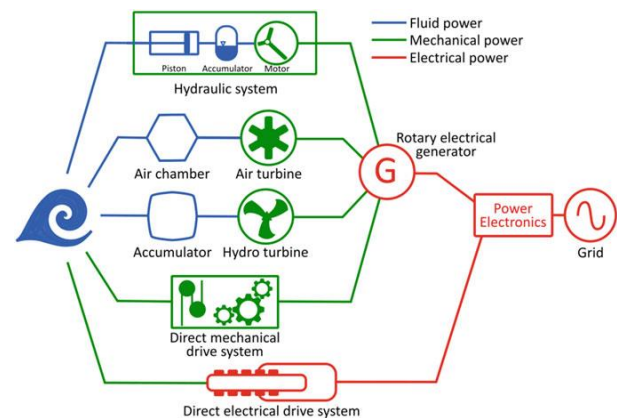 Fluid power
Mechanical power
Electrical power
Piston
Accumulator
Motor
Hydraulic system
Air chamber
Air turbine
Rotary electrical
generator
G
Accumulator
Hydro turbine
Power
Electronics
Grid
Direct mechanical
drive system
Direct electrical drive system